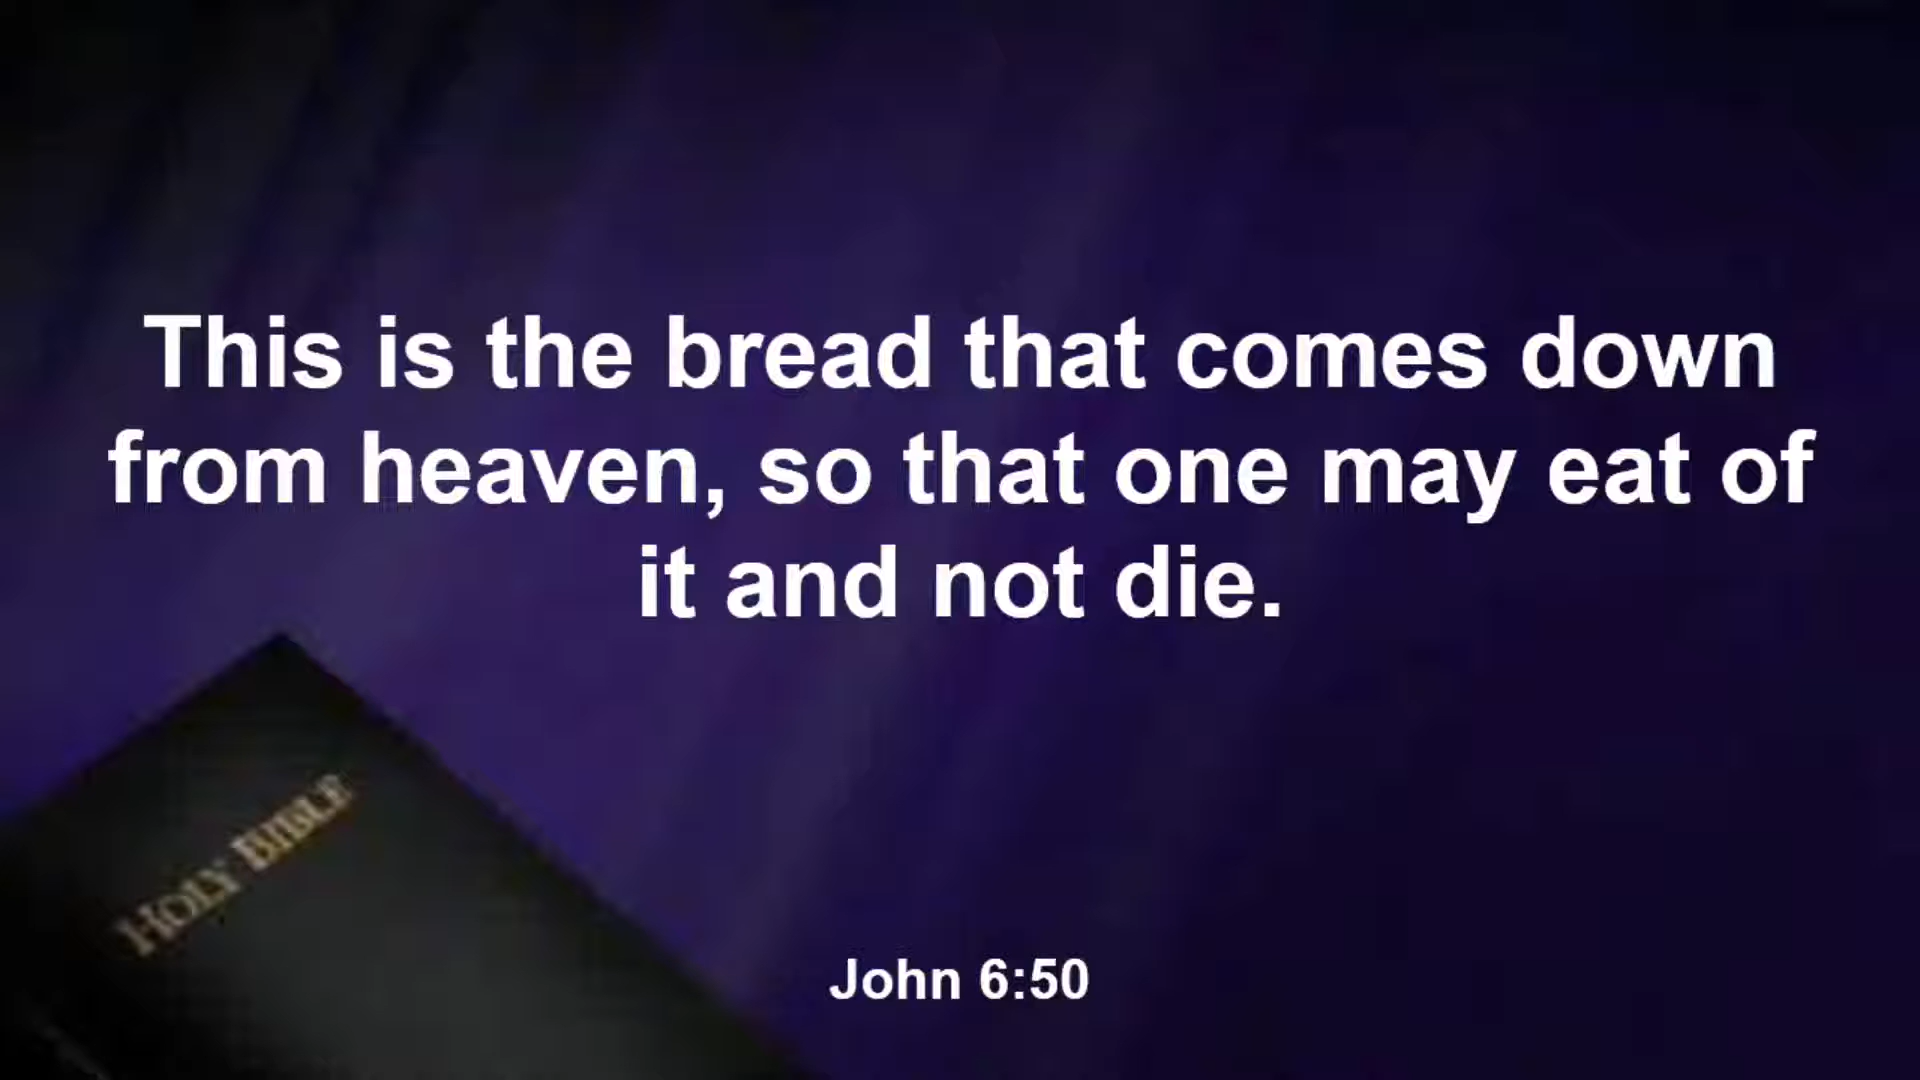 This is the bread that comes down
from heaven, so that one may eat of
it and not die.
HOLY BIBLE
John 6:50